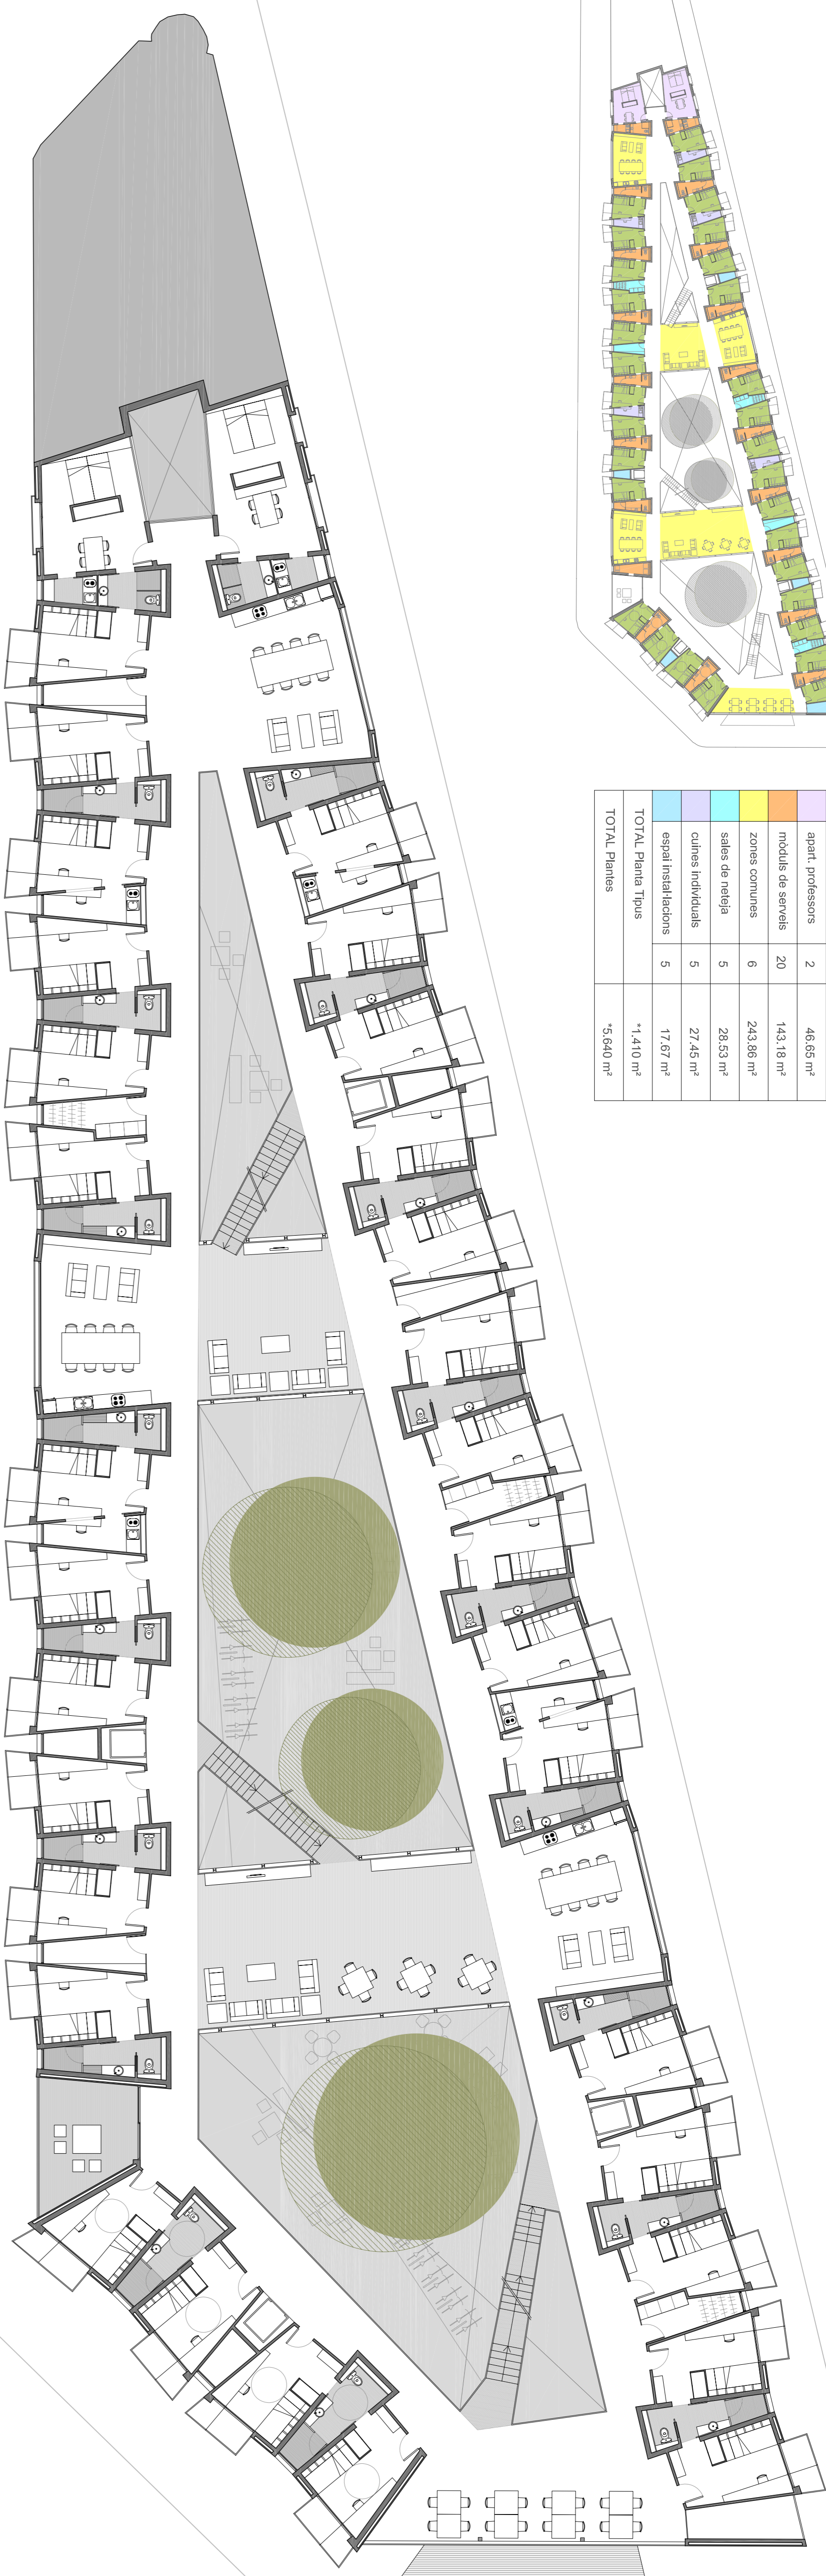 apart. professors 2 46.65 m²
mòduls de serveis 20 143.18 m²
zones comunes 6 243.86 m²
sales de neteja 5 28.53 m²
cuines individuals 5 27.45 m²
espai instal·lacions 5 17.67 m²
TOTAL Planta Tipus *1.410 m²
TOTAL Plantes *5.640 m²